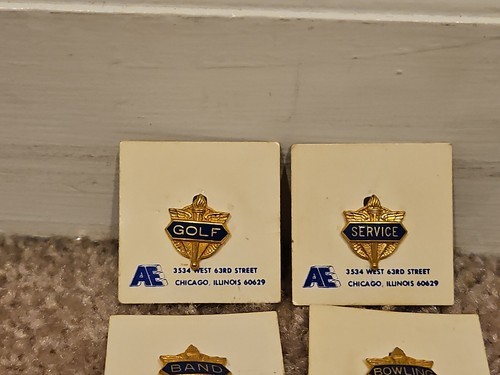 GOLF
AE 3534 WEST 63RD STREET
CHICAGO, ILLINOIS 60629
SERVICE
AE 3534 WEST 63RD STREET
CHICAGO, ILLINOIS 60629
BAND
BOWLING